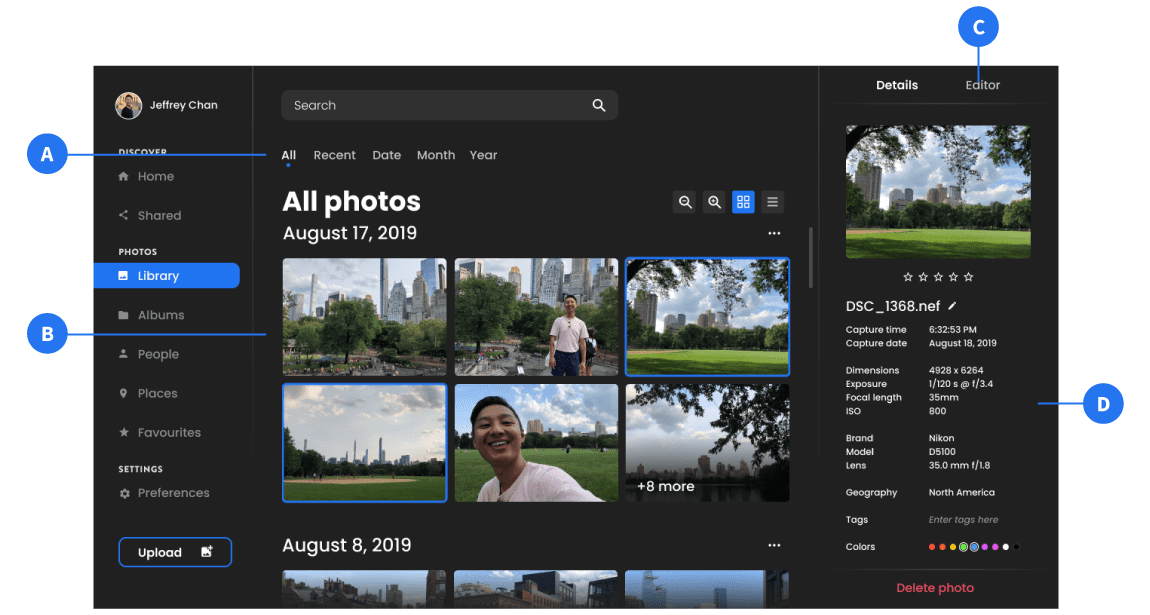 C
Details Editor
Jeffrey Chan
Search
A
DISCOVER
All Recent Date Month Year
Home
All photos
Shared
August 17, 2019
PHOTOS
Library
Albums
B
People
Places
Favourites
SETTINGS
Preferences
+8 more
Upload
August 8, 2019
DSC_1368.nef
Capture time 6:32:53 PM
Capture date August 18, 2019
Dimensions 4928 x 6264
Exposure 1/120 s @ f/3.4
Focal length 35mm
ISO 800
D
Brand Nikon
Model D5100
Lens 35.0 mm f/1.8
Geography North America
Tags Enter tags here
Colors
Delete photo